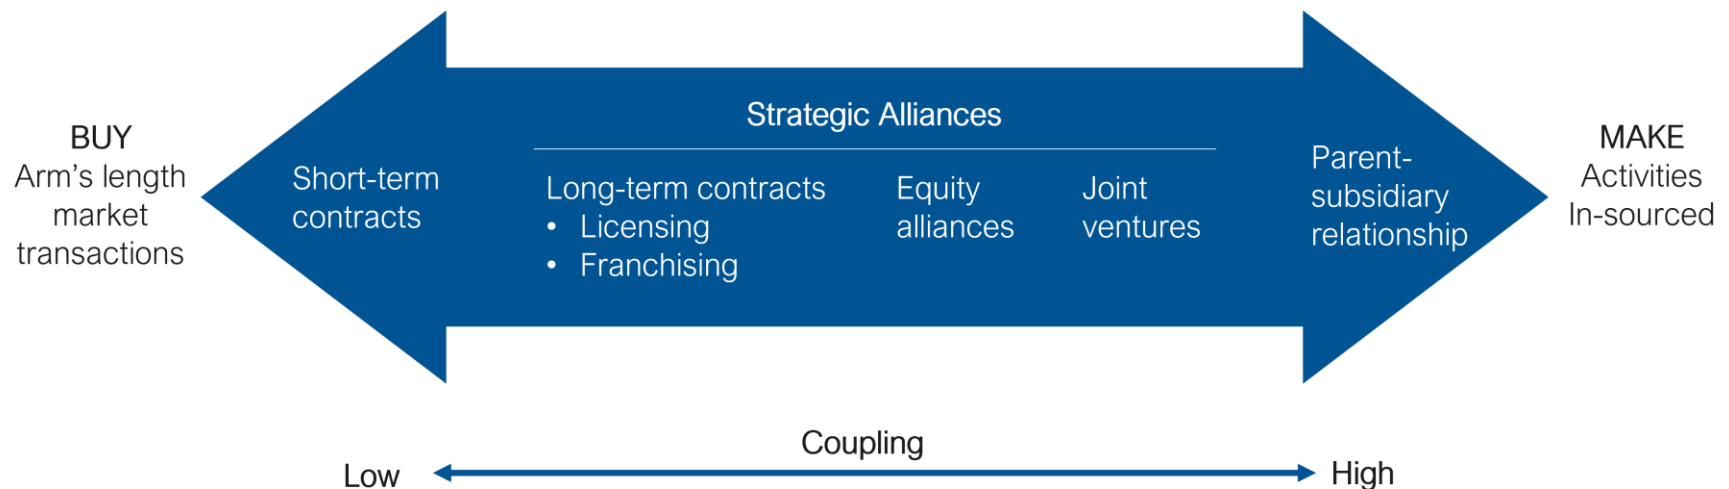 BUY
Arm's length
market
transactions
Short-term
contracts
Strategic Alliances
Long-term contracts
• Licensing
• Franchising
Equity
alliances
Joint
ventures
Parent-
subsidiary
relationship
MAKE
Activities
In-sourced
Coupling
Low
High